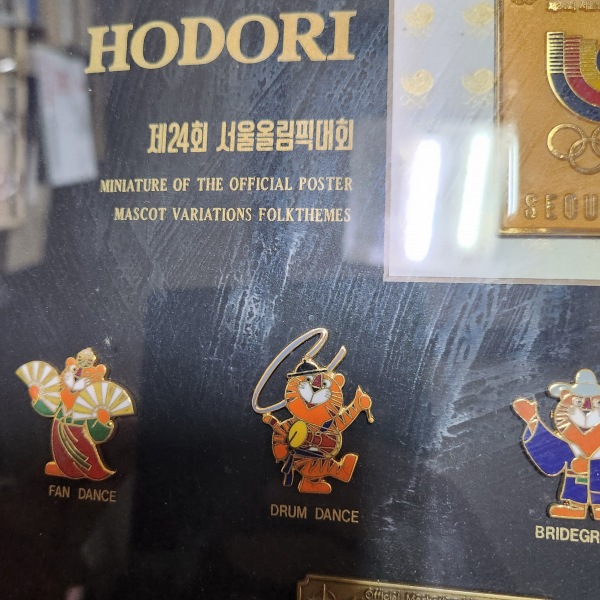 HODORI
제24회 서울올림픽대회
MINIATURE OF THE OFFICIAL POSTER
MASCOT VARIATIONS FOLKTHEMES
SEOU
FAN DANCE
DRUM DANCE
BRIDEGR
Official